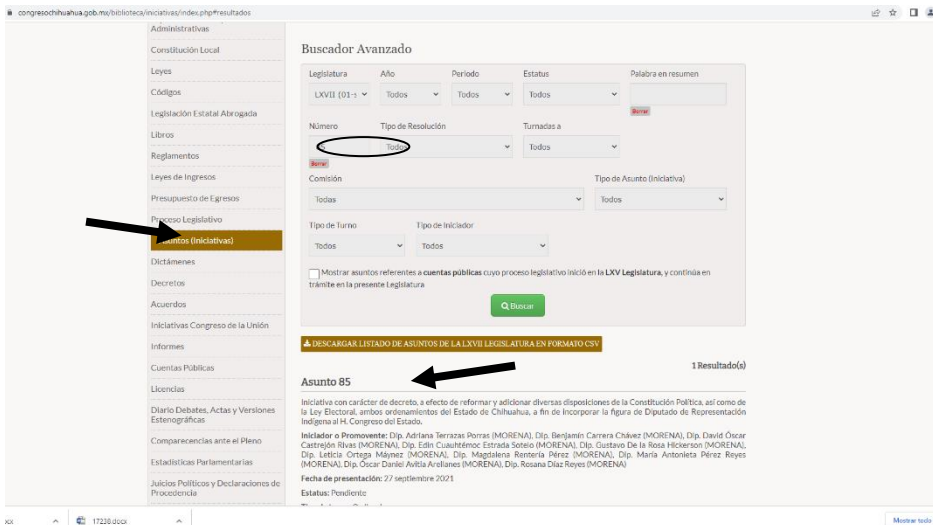 congresochihuahua.gob.mx/biblioteca/iniciativas/index.php#resultados
Administrativas
Constitución Local
Leyes
Códigos
Legislación Estatal Abrogada
Libros
Reglamentos
Leyes de Ingresos
Presupuesto de Egresos
Proceso Legislativo
Asuntos (Iniciativas)
Dictámenes
Decretos
Acuerdos
Iniciativas Congreso de la Unión
Informes
Cuentas Públicas
Licencias
Diario Debates, Actas y Versiones
Estenográficas
Comparecencias ante el Pleno
Estadísticas Parlamentarias
Juicios Políticos y Declaraciones de
Procedencia
Buscador Avanzado
Legislatura Año Periodo Estatus Palabra en resumen
LXVII (01- Todos Todos Todos
Borrar
Número Tipo de Resolución Turnadas a
Todos Todos
Borrar
Comisión Tipo de Asunto (Iniciativa)
Todas Todos
Tipo de Turno Tipo de Iniciador
Todos Todos
Mostrar asuntos referentes a cuentas públicas cuyo proceso legislativo inició en la LXV Legislatura, y continúa en
trámite en la presente Legislatura
Buscar
DESCARGAR LISTADO DE ASUNTOS DE LA LXVII LEGISLATURA EN FORMATO CSV
1 Resultado(s)
Asunto 85
Iniciativa con carácter de decreto, a efecto de reformar y adicionar diversas disposiciones de la Constitución Política, así como de
la Ley Electoral, ambos ordenamientos del Estado de Chihuahua, a fin de incorporar la figura de Diputado de Representación
Indígena al H. Congreso del Estado.
Iniciador o Promovente: Dip. Adriana Terrazas Porras (MORENA), Dip. Benjamín Carrera Chávez (MORENA), Dip. David Óscar
Castrejón Rivas (MORENA), Dip. Edin Cuauhtémoc Estrada Sotelo (MORENA), Dip. Gustavo De la Rosa Hickerson (MORENA),
Dip. Leticia Ortega Máynez (MORENA), Dip. Magdalena Rentería Pérez (MORENA), Dip. María Antonieta Pérez Reyes
(MORENA), Dip. Óscar Daniel Avitia Arellanes (MORENA), Dip. Rosana Díaz Reyes (MORENA)
Fecha de presentación: 27 septiembre 2021
Estatus: Pendiente
17238.docx
Mostrar todo